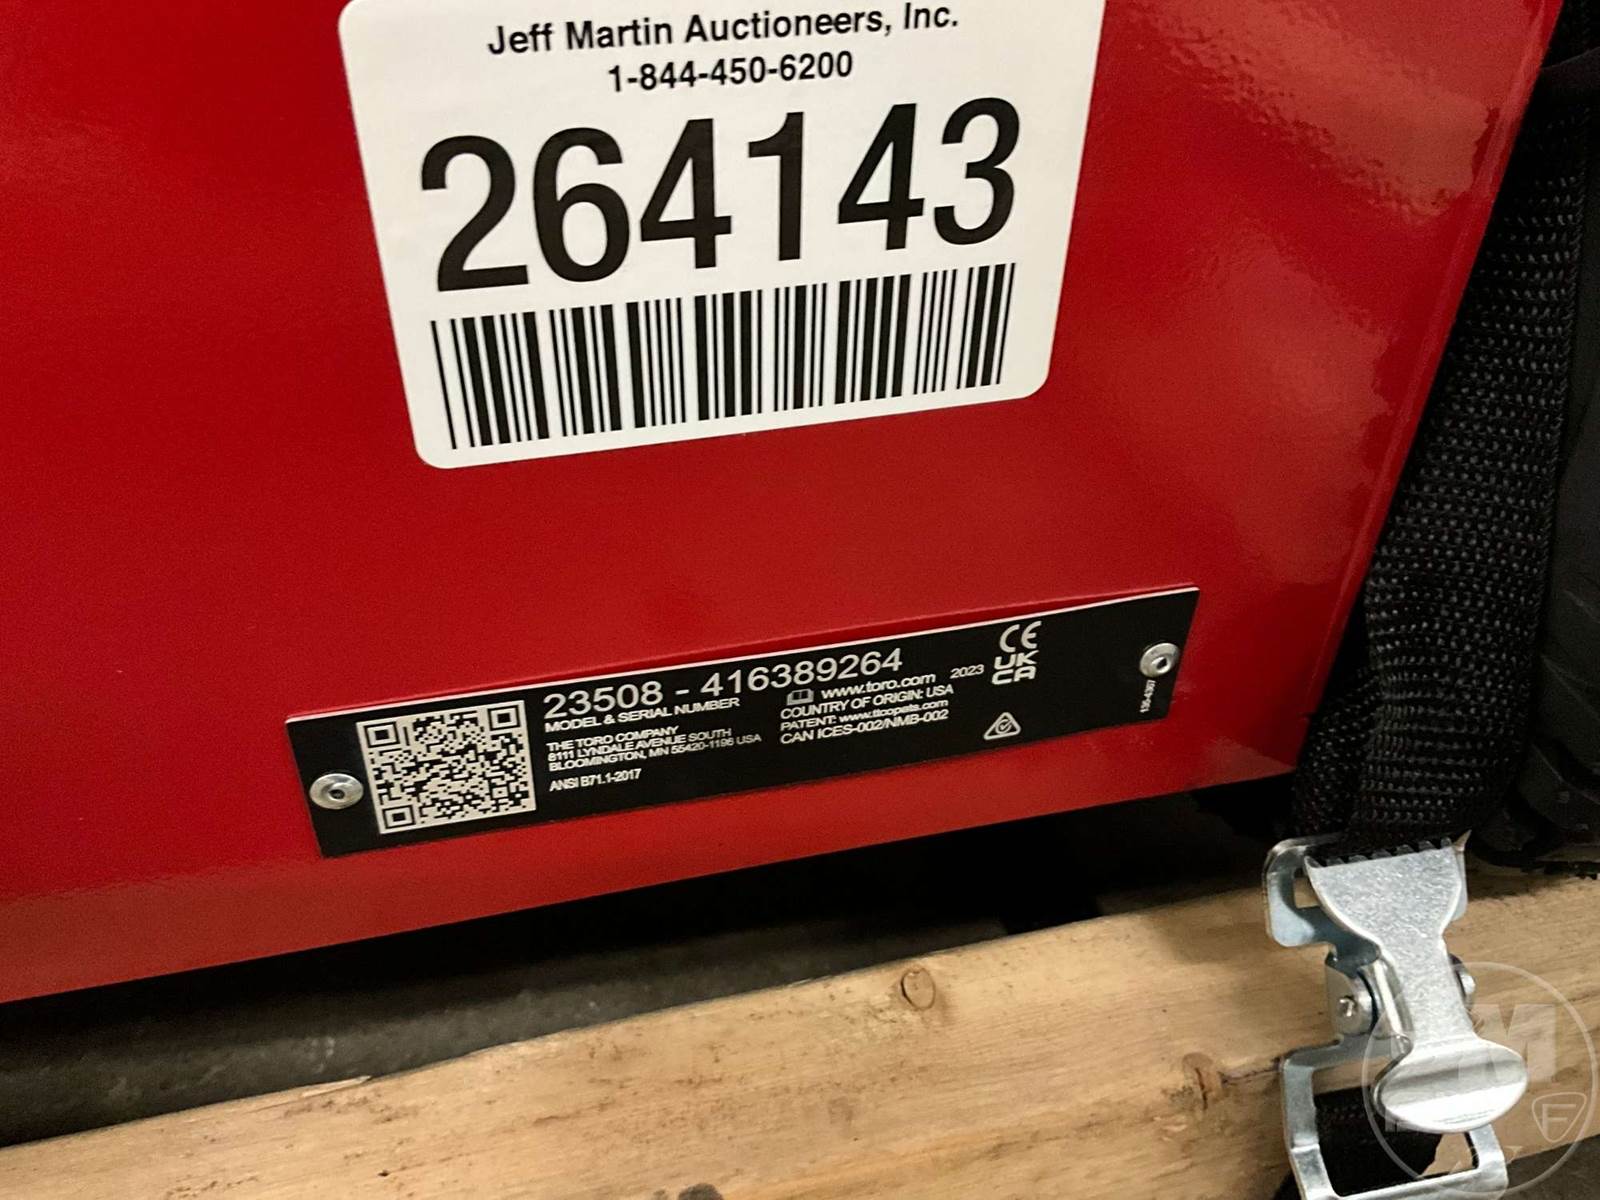 Jeff Martin Auctioneers, Inc.
1-844-450-6200
264143
23508 - 416389264
MODEL & SERIAL NUMBER
THE TORO COMPANY
8111 LYNDALE AVENUE SOUTH
BLOOMINGTON, MN 55420-1196 USA
ANSI B71.1-2017
www.toro.com
COUNTRY OF ORIGIN: USA
PATENT: www.ttcopats.com
CAN ICES-002/NMB-002
2023
CE
UK
CA